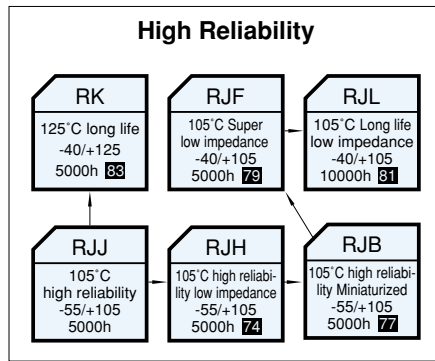 High Reliability
RK
125˚C long life
-40/+125
5000h 83
RJF
105˚C Super
low impedance
-40/+105
5000h 79
RJL
105˚C Long life
low impedance
-40/+105
10000h 81
RJJ
105˚C
high reliability
-55/+105
5000h
RJH
105˚C high reliabi-
lity low impedance
-55/+105
5000h 74
RJB
105˚C high reliabi-
lity Miniaturized
-55/+105
5000h 77